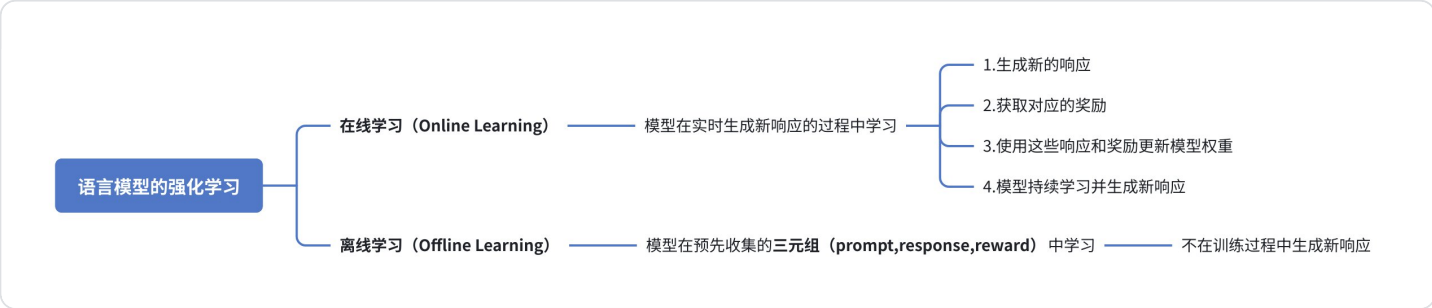 语言模型的强化学习
在线学习（Online Learning）
模型在实时生成新响应的过程中学习
1.生成新的响应
2.获取对应的奖励
3.使用这些响应和奖励更新模型权重
4.模型持续学习并生成新响应
离线学习（Offline Learning）
模型在预先收集的三元组（prompt,response,reward）中学习
不在训练过程中生成新响应